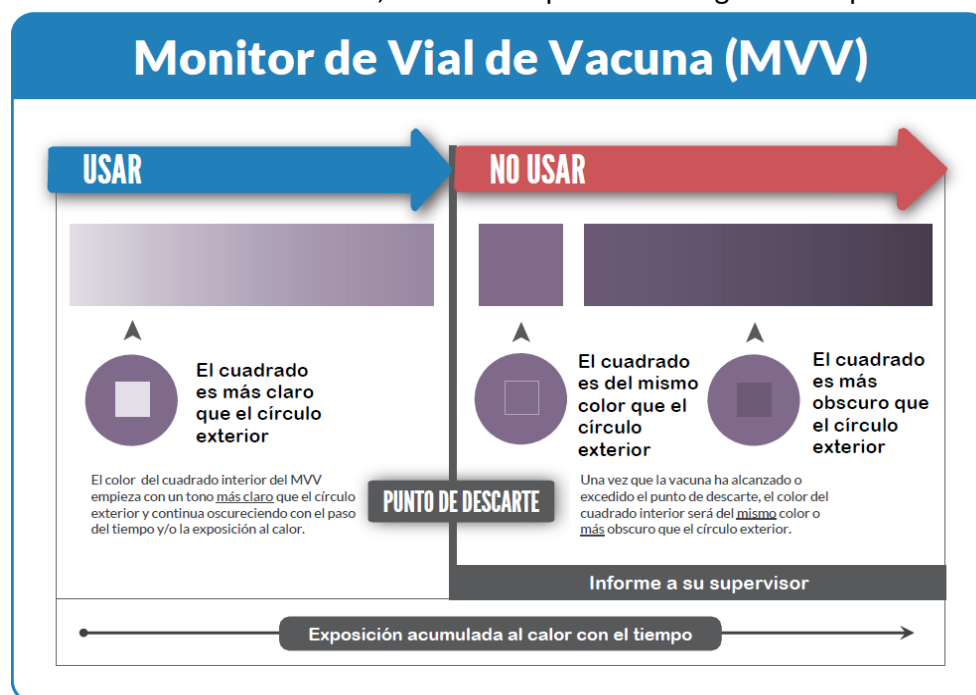 Monitor de Vial de Vacuna (MVV)
USAR
NO USAR
El cuadrado
es más claro
que el círculo
exterior
El cuadrado
es del mismo
color que el
círculo
exterior
El cuadrado
es más
obscuro que
el círculo
exterior
El color del cuadrado interior del MVV
empieza con un tono más claro que el círculo
exterior y continua oscureciendo con el paso
del tiempo y/o la exposición al calor.
PUNTO DE DESCARTE
Una vez que la vacuna ha alcanzado o
excedido el punto de descarte, el color del
cuadrado interior será del mismo color o
más obscuro que el círculo exterior.
Informe a su supervisor
Exposición acumulada al calor con el tiempo